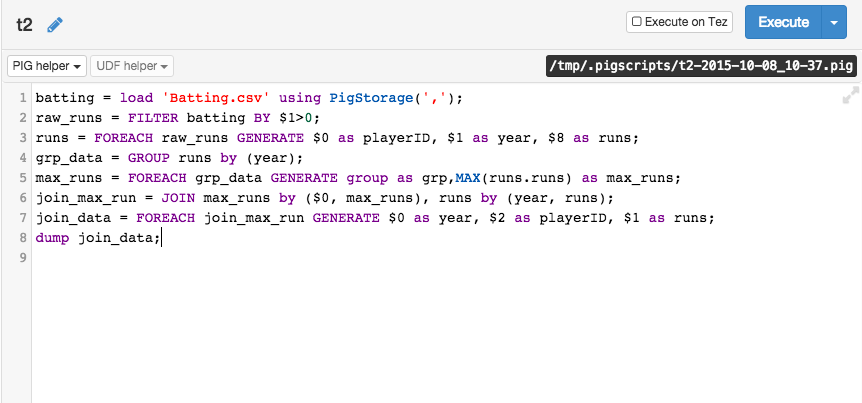 t2
Execute on Tez
Execute
PIG helper
UDF helper
/tmp/.pigscripts/t2-2015-10-08_10-37.pig
1 batting = load 'Batting.csv' using PigStorage(',');
2 raw_runs = FILTER batting BY $1>0;
3 runs = FOREACH raw_runs GENERATE $0 as playerID, $1 as year, $8 as runs;
4 grp_data = GROUP runs by (year);
5 max_runs = FOREACH grp_data GENERATE group as grp,MAX(runs.runs) as max_runs;
6 join_max_run = JOIN max_runs by ($0, max_runs), runs by (year, runs);
7 join_data = FOREACH join_max_run GENERATE $0 as year, $2 as playerID, $1 as runs;
8 dump join_data;
9